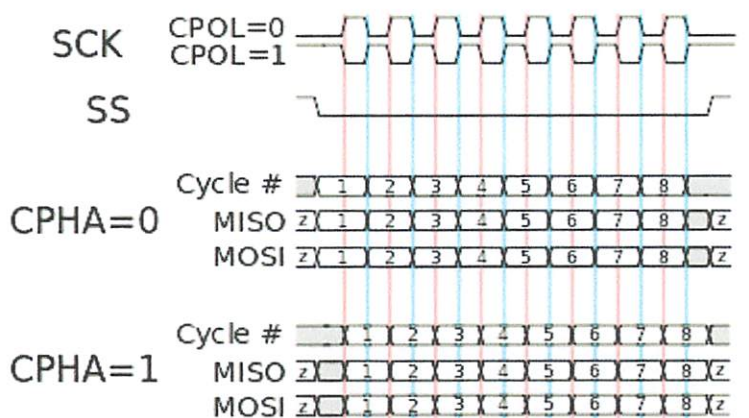 SCK CPOL=0
CPOL=1
SS
Cycle # 1 2 3 4 5 6 7 8
CPHA=0 MISO z 1 2 3 4 5 6 7 8 z
MOSI z 1 2 3 4 5 6 7 8 z
Cycle # 1 2 3 4 5 6 7 8
CPHA=1 MISO z 1 2 3 4 5 6 7 8 z
MOSI z 1 2 3 4 5 6 7 8 z